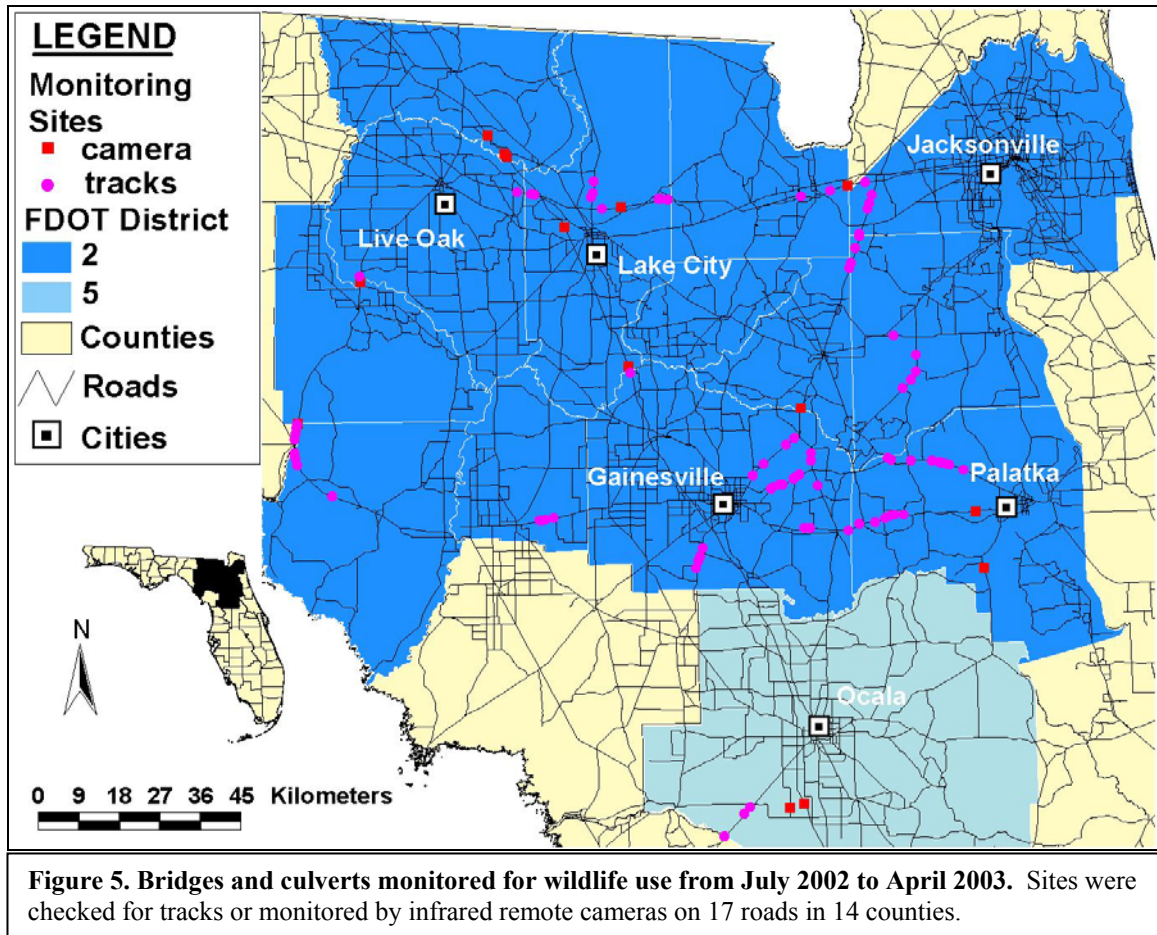 LEGEND
Monitoring
Sites
camera
tracks
FDOT District
2
5
Counties
Roads
Cities
Jacksonville
Live Oak
Lake City
Gainesville
Palatka
Ocala
N
0 9 18 27 36 45 Kilometers
Figure 5. Bridges and culverts monitored for wildlife use from July 2002 to April 2003. Sites were
checked for tracks or monitored by infrared remote cameras on 17 roads in 14 counties.